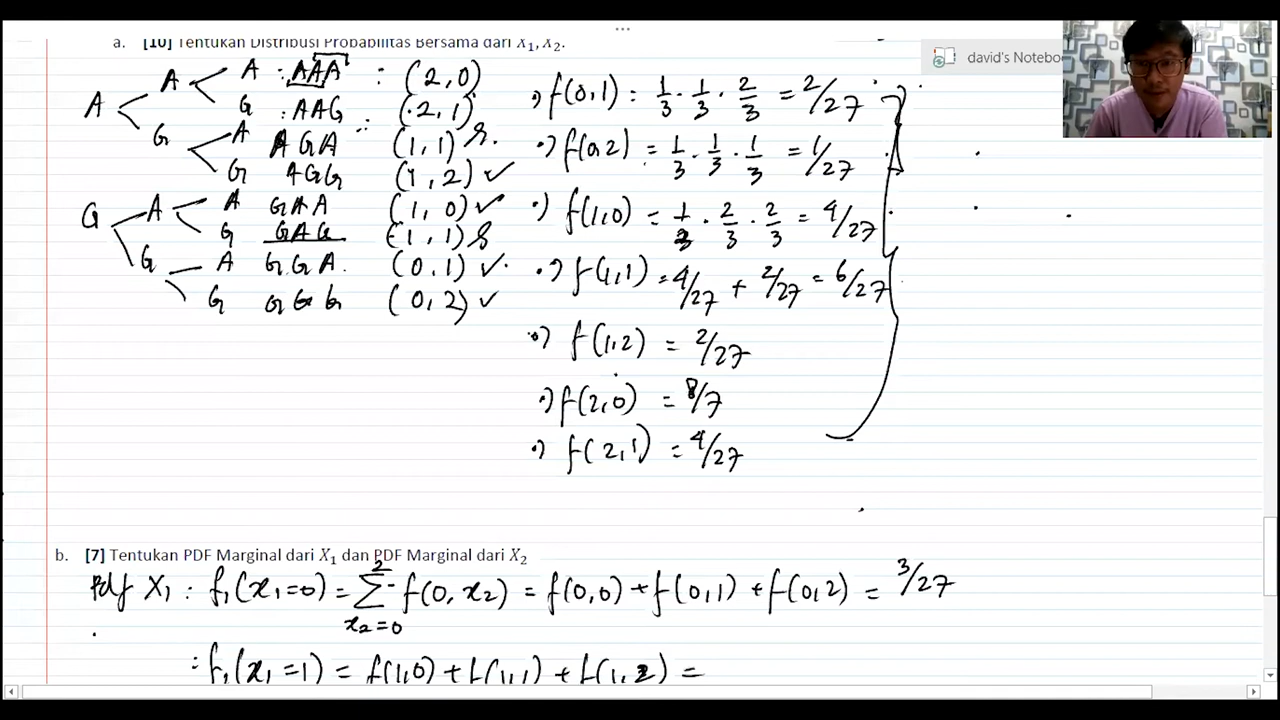 a. [10] Tentukan Distribusi Probabilitas Bersama dari X₁, X₂.
david's Noteboo
A A A : AAA : (2,0)
G : AAG (2,1)
G A AGA (1,1)
G AGG (1,2) ✓
G A A GAA (1,0) ✓
G GAG (1,1)
G A GGA (0,1) ✓
G GGG (0,2) ✓
•) f(0,1) = 1/3 · 1/3 · 2/3 = 2/27
•) f(0,2) = 1/3 · 1/3 · 1/3 = 1/27
•) f(1,0) = 1/3 · 2/3 · 2/3 = 4/27
•) f(1,1) = 4/27 + 2/27 = 6/27
•) f(1,2) = 2/27
•) f(2,0) = 8/7
•) f(2,1) = 4/27
b. [7] Tentukan PDF Marginal dari X₁ dan PDF Marginal dari X₂
Pdf X₁ : f₁(x₁=0) = Σ x₂=0 2 f(0,x₂) = f(0,0) + f(0,1) + f(0,2) = 3/27
: f₁(x₁=1) = f(1,0) + f(1,1) + f(1,2) =